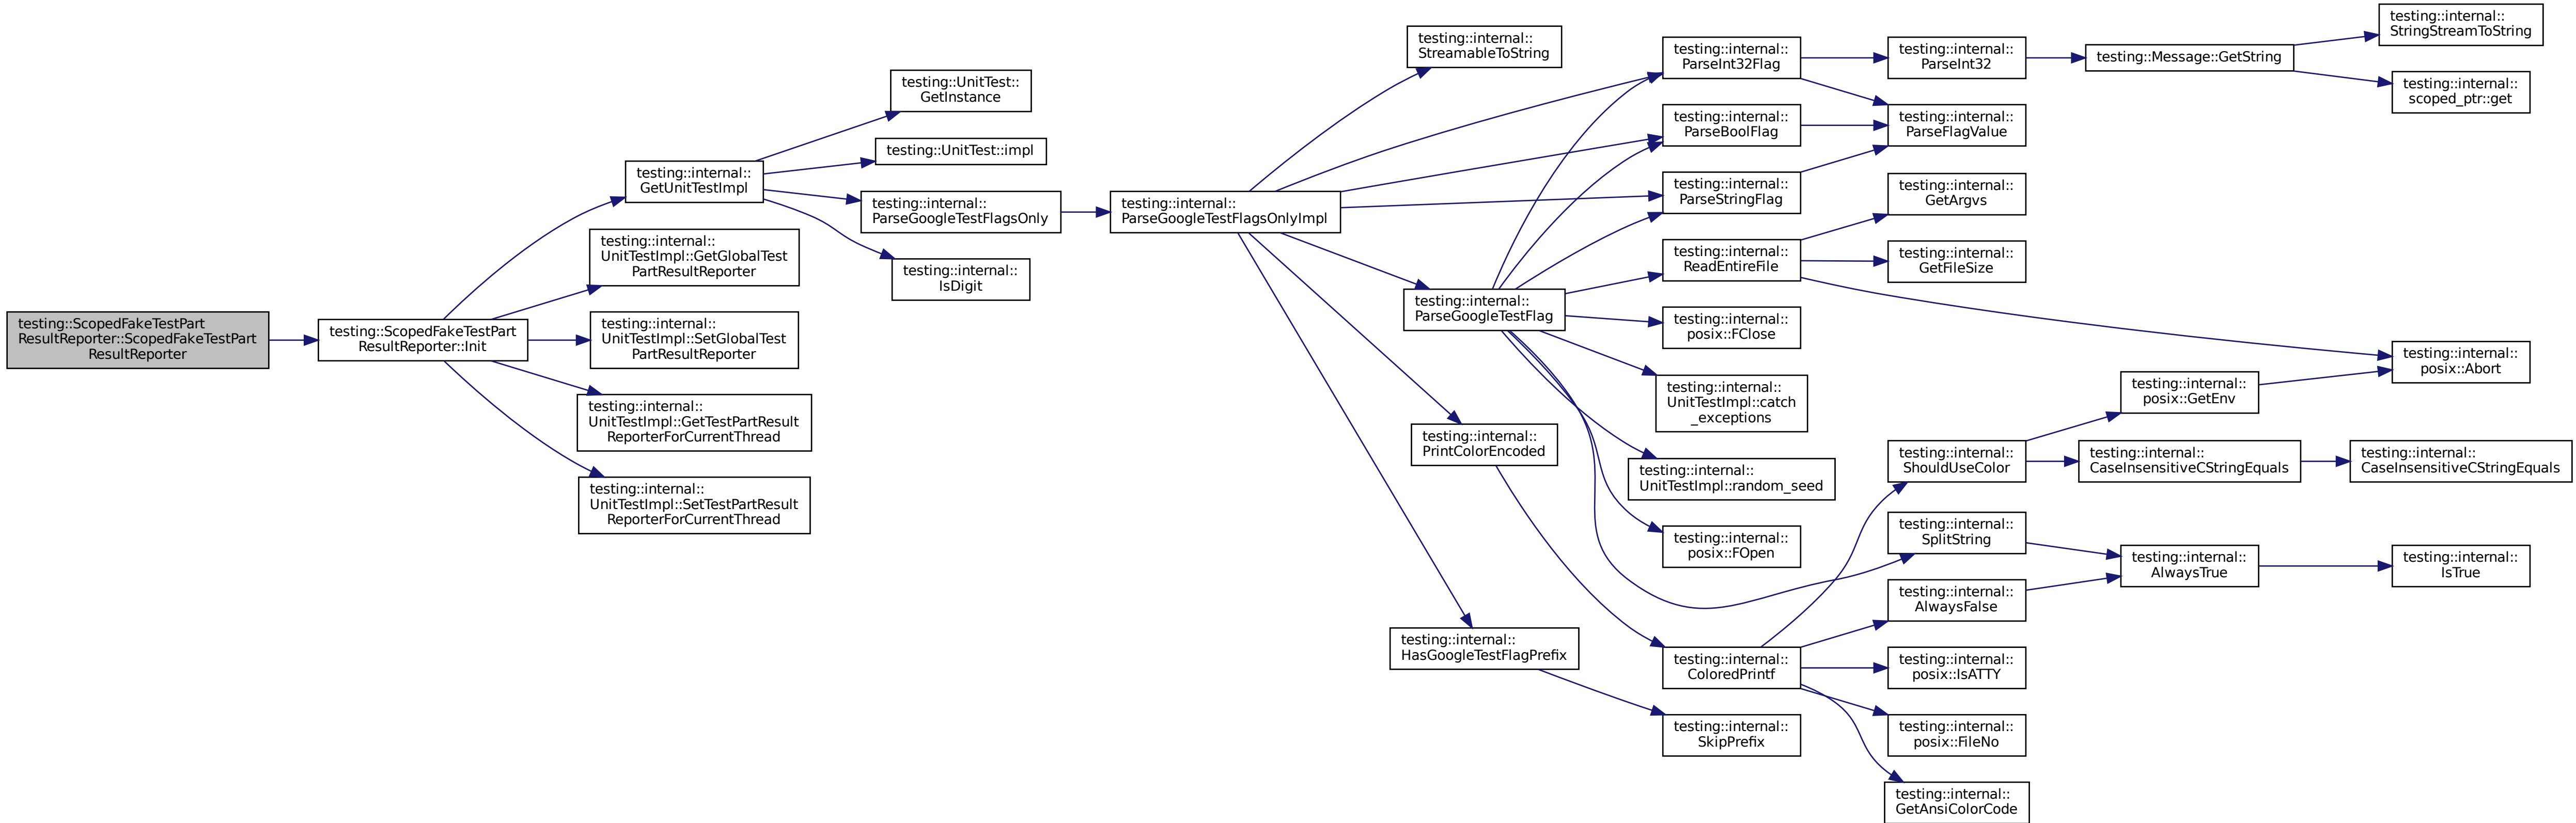 testing::ScopedFakeTestPart
ResultReporter::ScopedFakeTestPart
ResultReporter
testing::ScopedFakeTestPart
ResultReporter::Init
testing::internal::
GetUnitTestImpl
testing::internal::
UnitTestImpl::GetGlobalTest
PartResultReporter
testing::internal::
UnitTestImpl::SetGlobalTest
PartResultReporter
testing::internal::
UnitTestImpl::GetTestPartResult
ReporterForCurrentThread
testing::internal::
UnitTestImpl::SetTestPartResult
ReporterForCurrentThread
testing::UnitTest::
GetInstance
testing::UnitTest::impl
testing::internal::
ParseGoogleTestFlagsOnly
testing::internal::
IsDigit
testing::internal::
ParseGoogleTestFlagsOnlyImpl
testing::internal::
StreamableToString
testing::internal::
ParseGoogleTestFlag
testing::internal::
PrintColorEncoded
testing::internal::
HasGoogleTestFlagPrefix
testing::internal::
ParseInt32Flag
testing::internal::
ParseBoolFlag
testing::internal::
ParseStringFlag
testing::internal::
ReadEntireFile
testing::internal::
posix::FClose
testing::internal::
UnitTestImpl::catch
_exceptions
testing::internal::
UnitTestImpl::random_seed
testing::internal::
posix::FOpen
testing::internal::
ColoredPrintf
testing::internal::
SkipPrefix
testing::internal::
ParseInt32
testing::internal::
ParseFlagValue
testing::internal::
GetArgvs
testing::internal::
GetFileSize
testing::internal::
ShouldUseColor
testing::internal::
SplitString
testing::internal::
AlwaysFalse
testing::internal::
posix::IsATTY
testing::internal::
posix::FileNo
testing::internal::
GetAnsiColorCode
testing::Message::GetString
testing::internal::
posix::GetEnv
testing::internal::
CaseInsensitiveCStringEquals
testing::internal::
AlwaysTrue
testing::internal::
StringStreamToString
testing::internal::
scoped_ptr::get
testing::internal::
posix::Abort
testing::internal::
CaseInsensitiveCStringEquals
testing::internal::
IsTrue